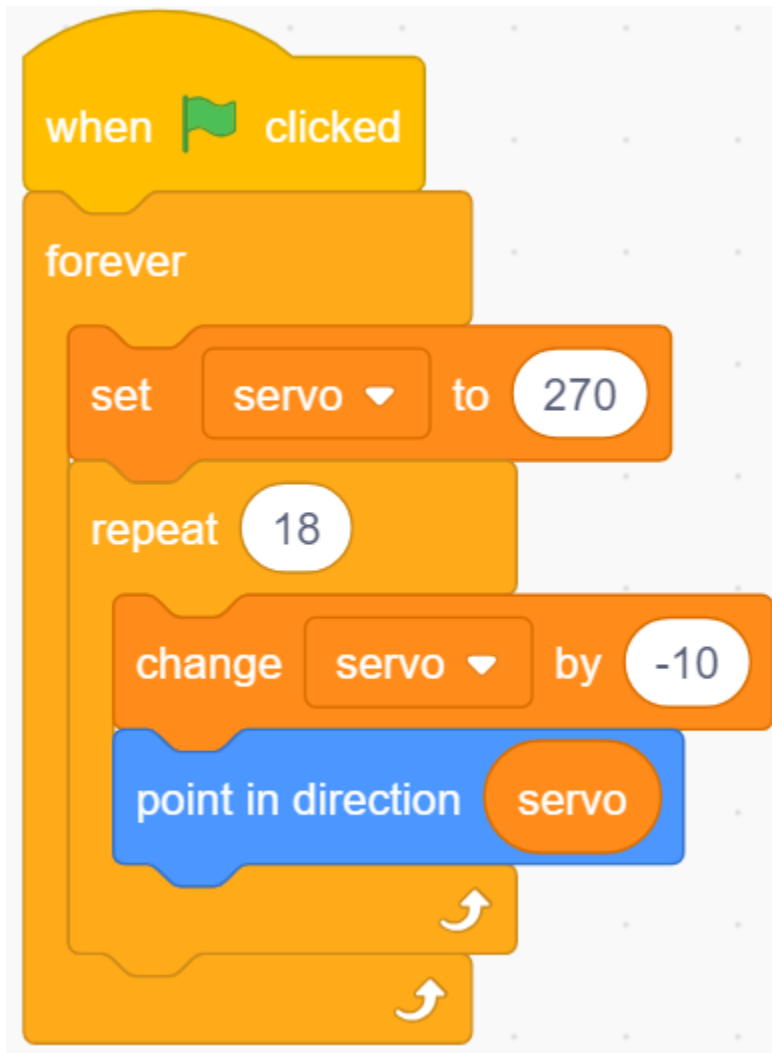 when clicked
forever
set servo to 270
repeat 18
change servo by -10
point in direction servo